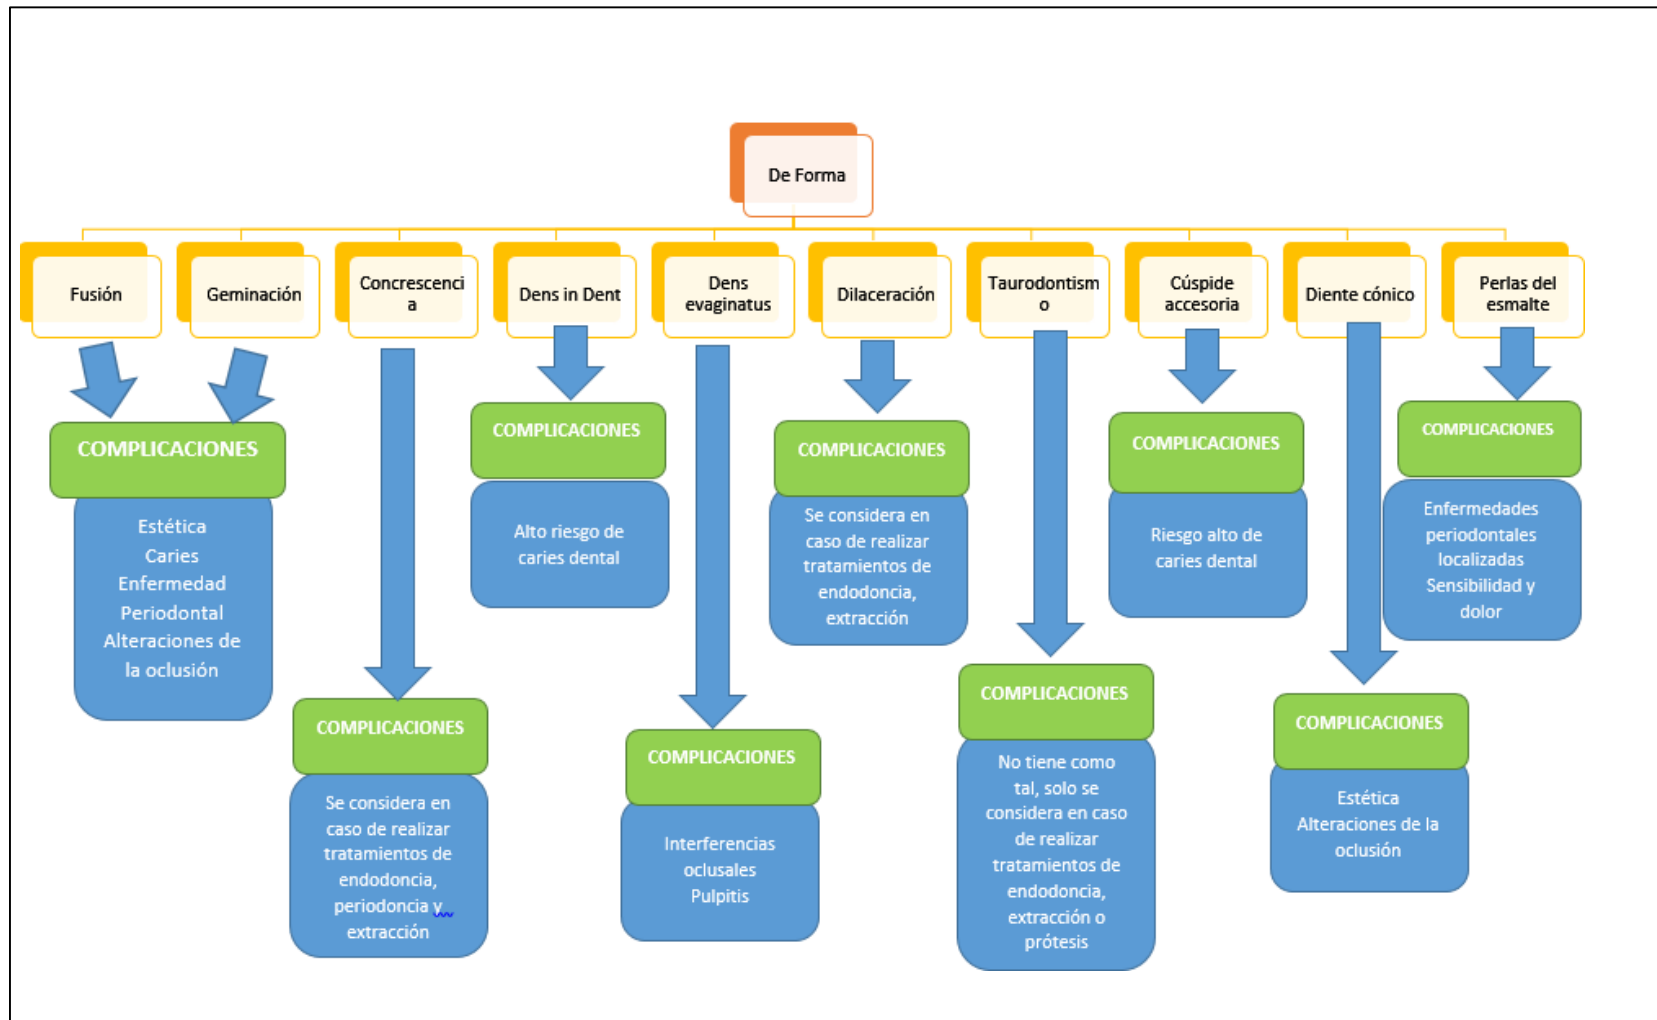 De Forma
Fusión
Geminación
Concrescenci
a
Dens in Dent
Dens
evaginatus
Dilaceración
Taurodontism
o
Cúspide
accesoria
Diente cónico
Perlas del
esmalte
COMPLICACIONES
Estética
Caries
Enfermedad
Periodontal
Alteraciones de
la oclusión
COMPLICACIONES
Se considera en
caso de realizar
tratamientos de
endodoncia,
periodoncia y
extracción
COMPLICACIONES
Alto riesgo de
caries dental
COMPLICACIONES
Interferencias
oclusales
Pulpitis
COMPLICACIONES
Se considera en
caso de realizar
tratamientos de
endodoncia,
extracción
COMPLICACIONES
No tiene como
tal, solo se
considera en caso
de realizar
tratamientos de
endodoncia,
extracción o
prótesis
COMPLICACIONES
Riesgo alto de
caries dental
COMPLICACIONES
Estética
Alteraciones de la
oclusión
COMPLICACIONES
Enfermedades
periodontales
localizadas
Sensibilidad y
dolor